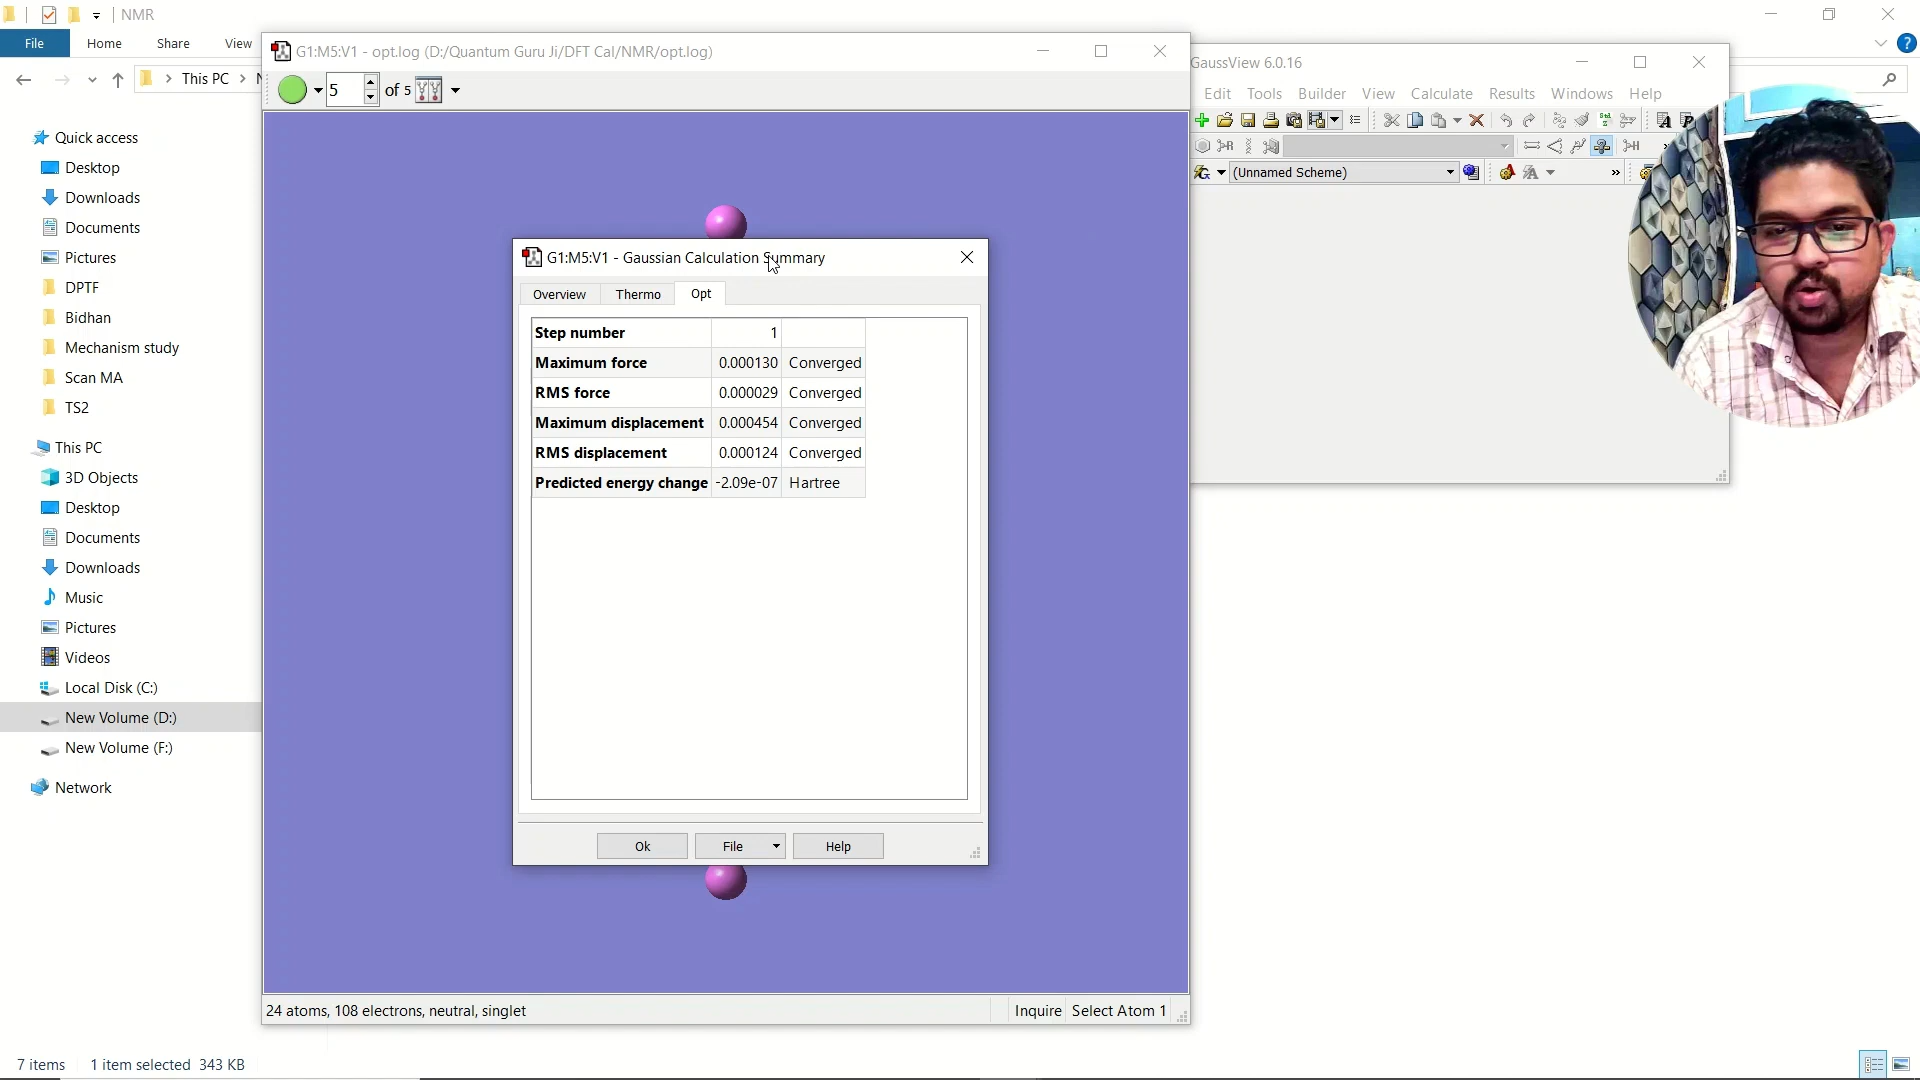 NMR
File Home Share View
This PC
Quick access
Desktop
Downloads
Documents
Pictures
DPTF
Bidhan
Mechanism study
Scan MA
TS2
This PC
3D Objects
Desktop
Documents
Downloads
Music
Pictures
Videos
Local Disk (C:)
New Volume (D:)
New Volume (F:)
Network
7 items 1 item selected 343 KB
G1:M5:V1 - opt.log (D:/Quantum Guru Ji/DFT Cal/NMR/opt.log)
5 of 5
G1:M5:V1 - Gaussian Calculation Summary
Overview Thermo Opt
Step number 1
Maximum force 0.000130 Converged
RMS force 0.000029 Converged
Maximum displacement 0.000454 Converged
RMS displacement 0.000124 Converged
Predicted energy change -2.09e-07 Hartree
Ok File Help
24 atoms, 108 electrons, neutral, singlet
Inquire Select Atom 1
GaussView 6.0.16
Edit Tools Builder View Calculate Results Windows Help
(Unnamed Scheme)